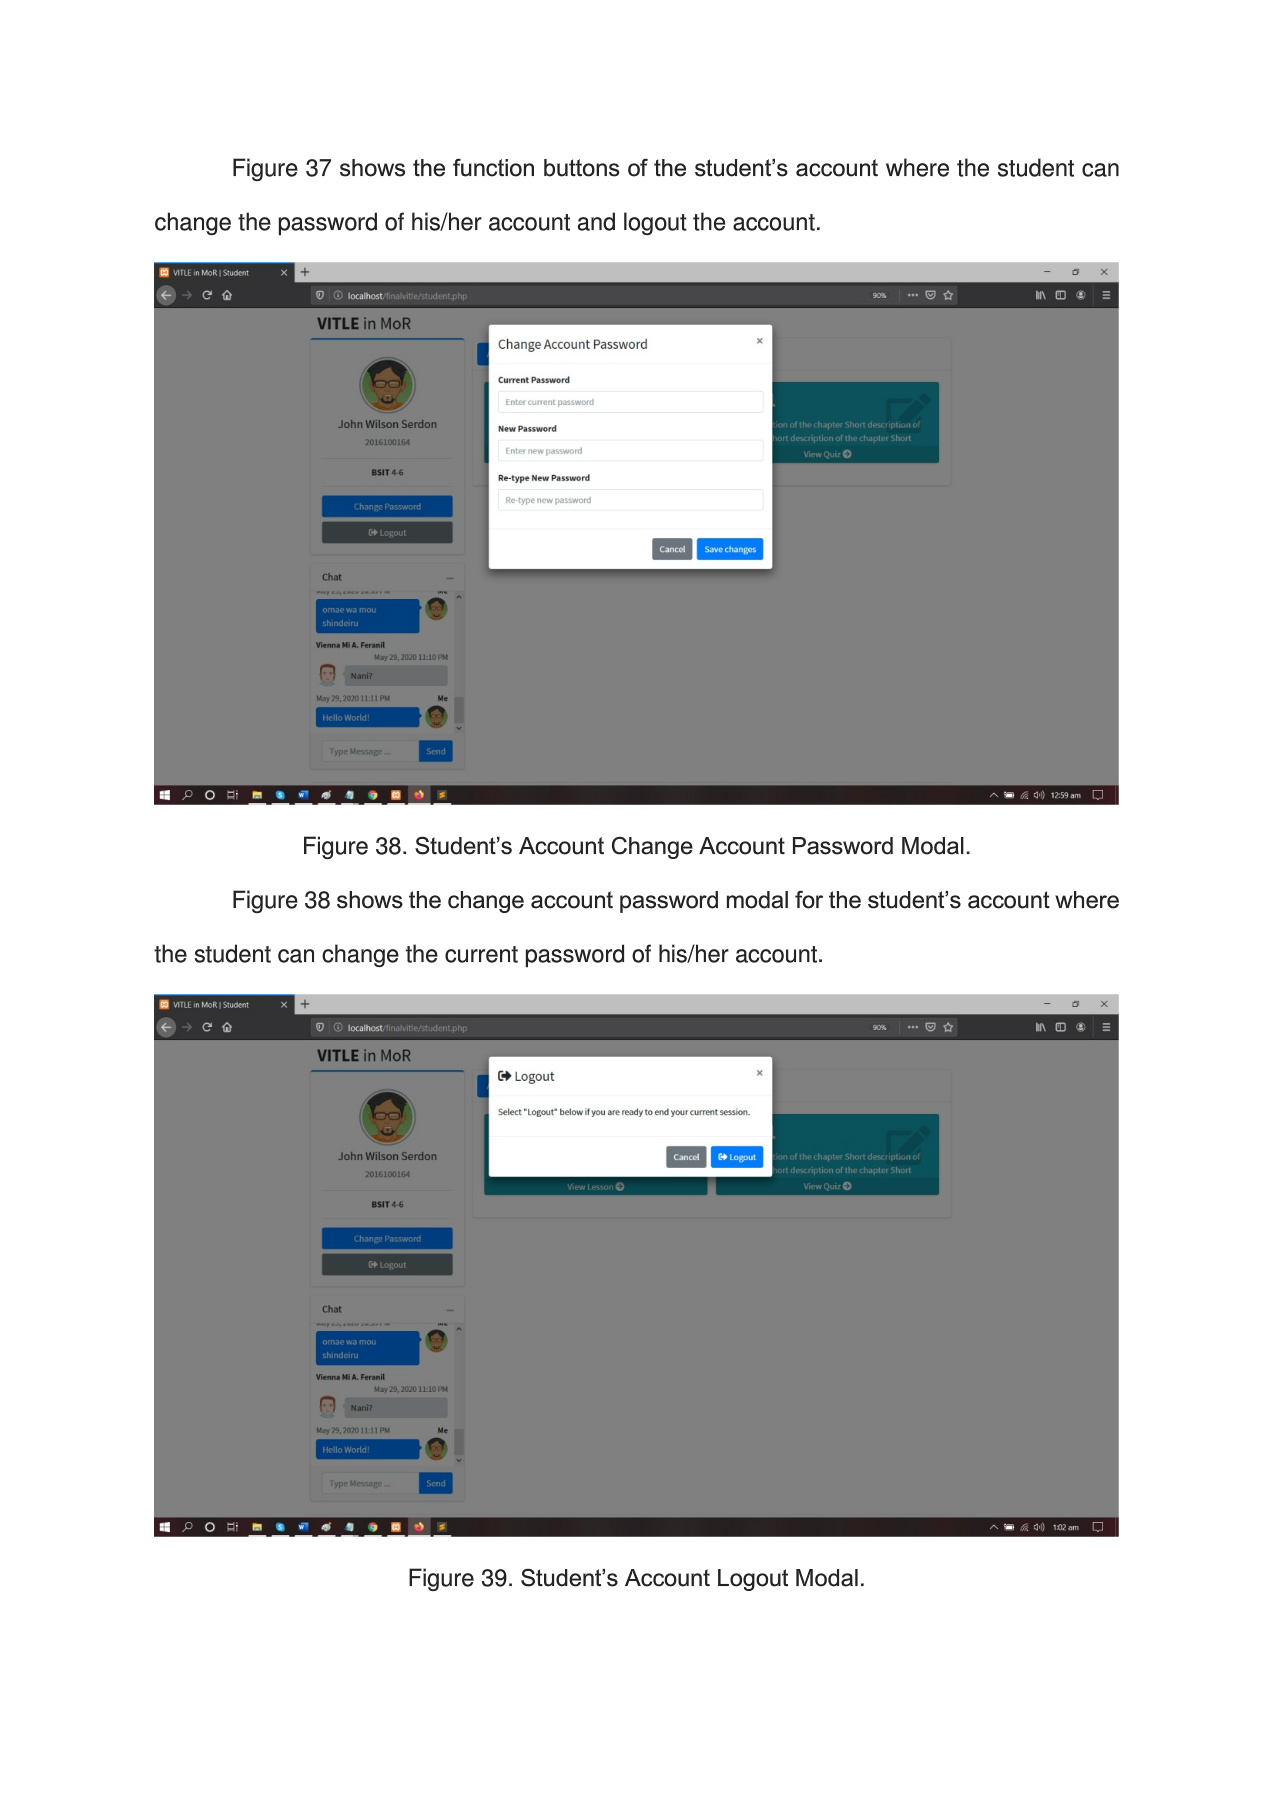 Figure 37 shows the function buttons of the student’s account where the student can
change the password of his/her account and logout the account.
VITLE in MoR | Student
localhost/finalvitle/student.php
90%
VITLE in MoR
John Wilson Serdon
2016100164
BSIT 4-6
Change Password
Logout
Change Account Password
Current Password
Enter current password
New Password
Enter new password
Re-type New Password
Re-type new password
Cancel
Save changes
tion of the chapter Short description of
hort description of the chapter Short
View Quiz
Chat
Me
omae wa mou
shindeiru
Vienna Mi A. Feranil
May 29, 2020 11:10 PM
Nani?
May 29, 2020 11:11 PM Me
Hello World!
Type Message ...
Send
12:59 am
Figure 38. Student’s Account Change Account Password Modal.
Figure 38 shows the change account password modal for the student’s account where
the student can change the current password of his/her account.
VITLE in MoR | Student
localhost/finalvitle/student.php
90%
VITLE in MoR
John Wilson Serdon
2016100164
BSIT 4-6
Change Password
Logout
Logout
Select "Logout" below if you are ready to end your current session.
Cancel
Logout
tion of the chapter Short description of
hort description of the chapter Short
View Lesson
View Quiz
Chat
Me
omae wa mou
shindeiru
Vienna Mi A. Feranil
May 29, 2020 11:10 PM
Nani?
May 29, 2020 11:11 PM Me
Hello World!
Type Message ...
Send
1:02 am
Figure 39. Student’s Account Logout Modal.